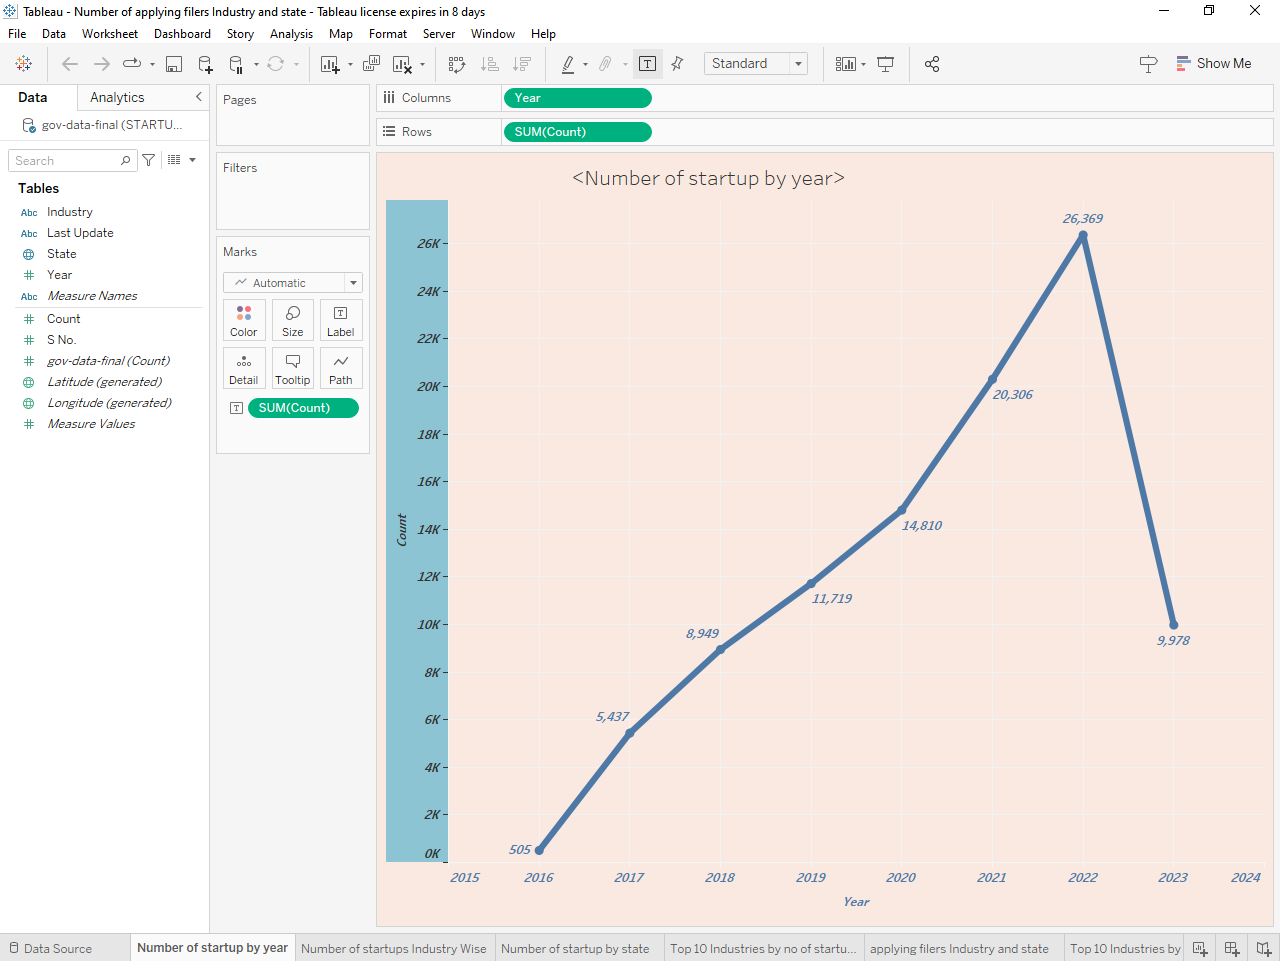 Tableau - Number of applying filers Industry and state - Tableau license expires in 8 days
File Data Worksheet Dashboard Story Analysis Map Format Server Window Help
Standard
Show Me
Data Analytics
gov-data-final (STARTU...
Search
Tables
Abc Industry
Abc Last Update
State
Year
Abc Measure Names
Count
S No.
gov-data-final (Count)
Latitude (generated)
Longitude (generated)
Measure Values
Pages
Filters
Marks
Automatic
Color Size Label
Detail Tooltip Path
SUM(Count)
Columns Year
Rows SUM(Count)
<Number of startup by year>
26K
24K
22K
20K
18K
16K
14K
12K
10K
8K
6K
4K
2K
0K
Count
505
5,437
8,949
11,719
14,810
20,306
26,369
9,978
2015 2016 2017 2018 2019 2020 2021 2022 2023 2024
Year
Data Source Number of startup by year Number of startups Industry Wise Number of startup by state Top 10 Industries by no of startu... applying filers Industry and state Top 10 Industries by